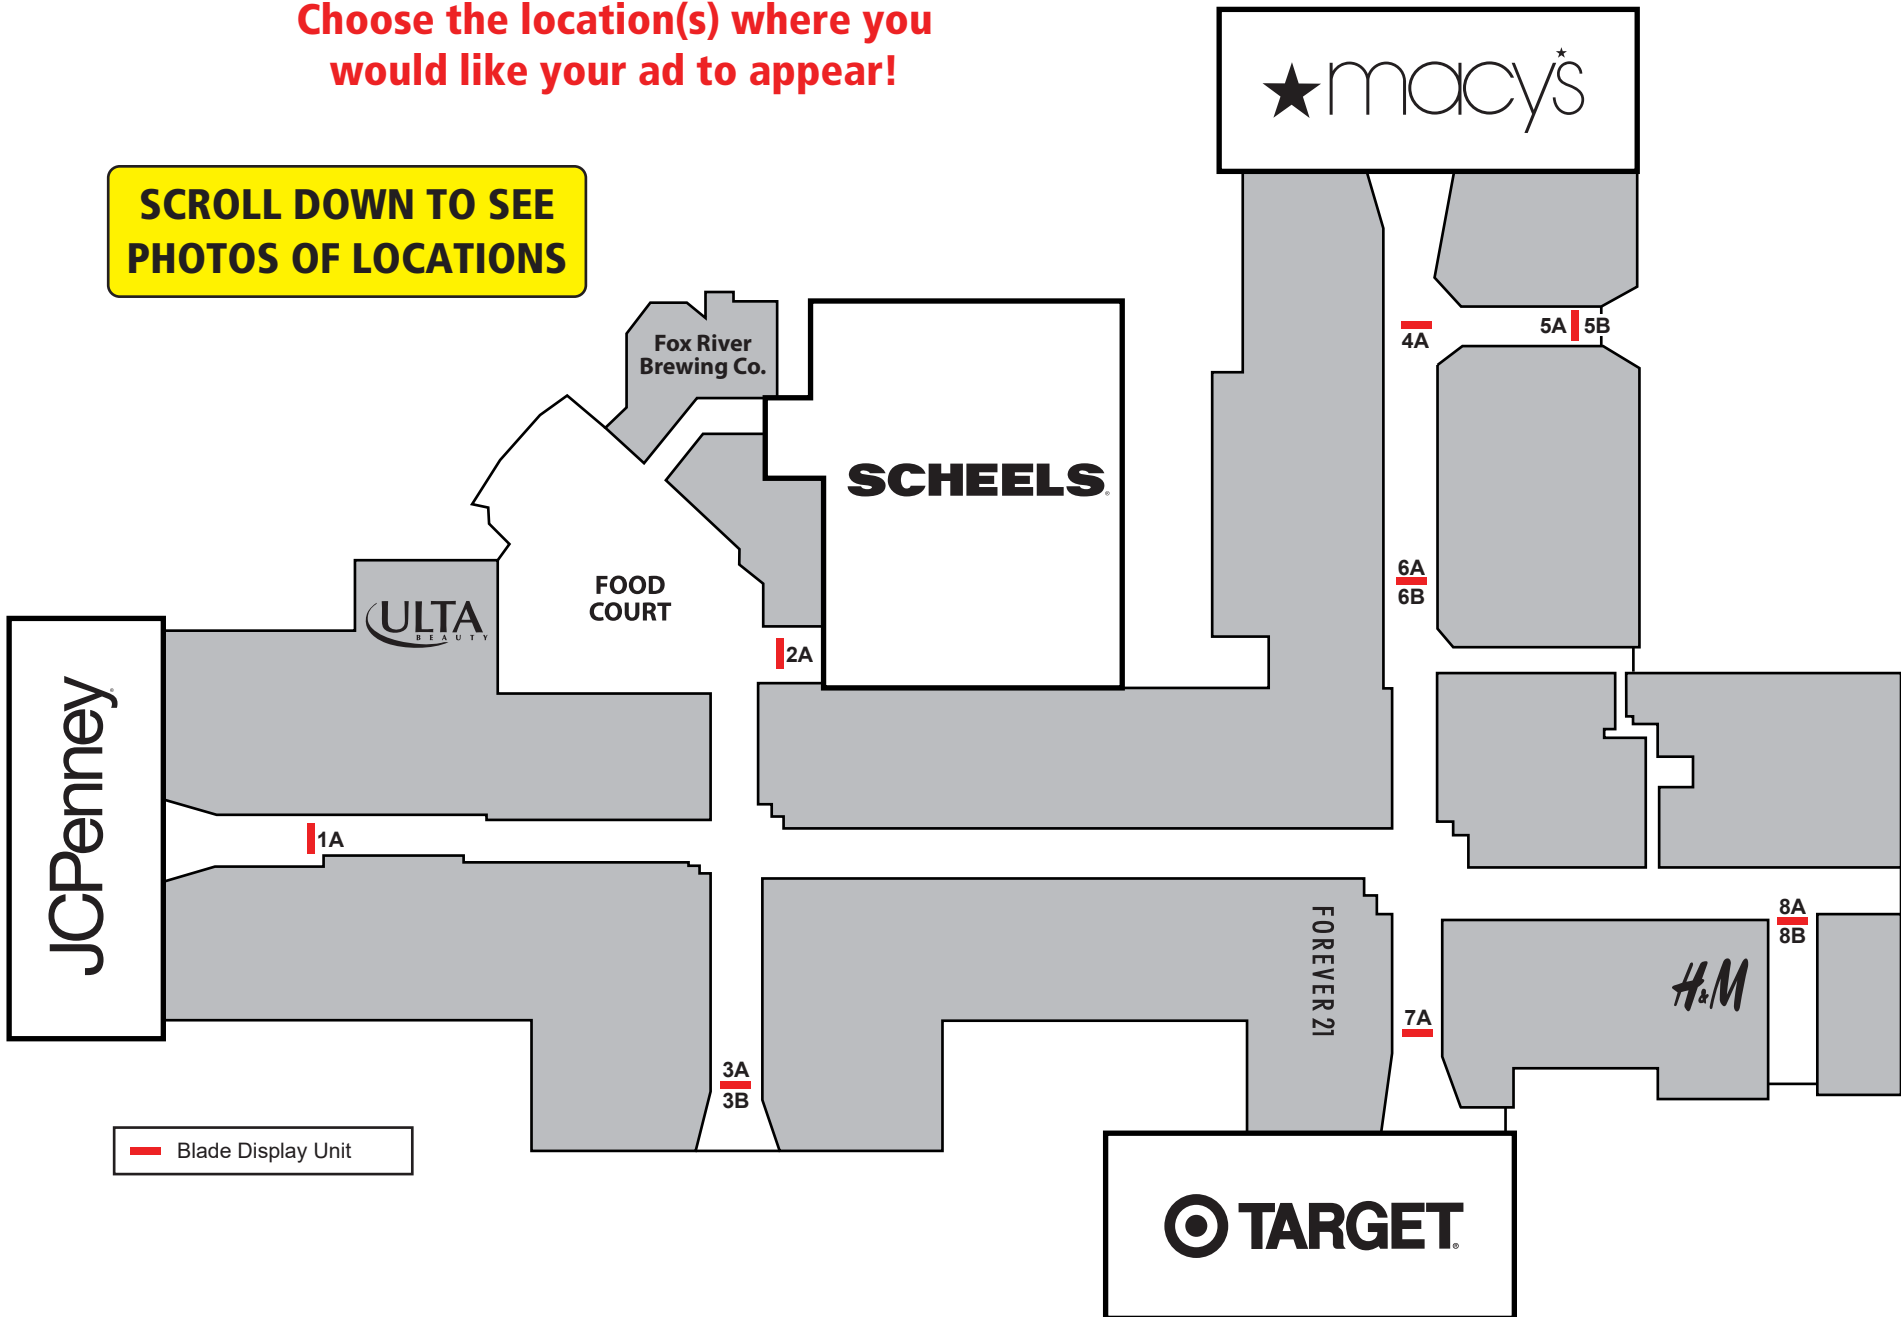 Choose the location(s) where you
would like your ad to appear!
SCROLL DOWN TO SEE
PHOTOS OF LOCATIONS
macy's
Fox River
Brewing Co.
SCHEELS
5A
5B
4A
6A
6B
FOOD
COURT
ULTA
BEAUTY
2A
JCPenney
1A
FOREVER 21
H&M
8A
8B
7A
3A
3B
Blade Display Unit
TARGET